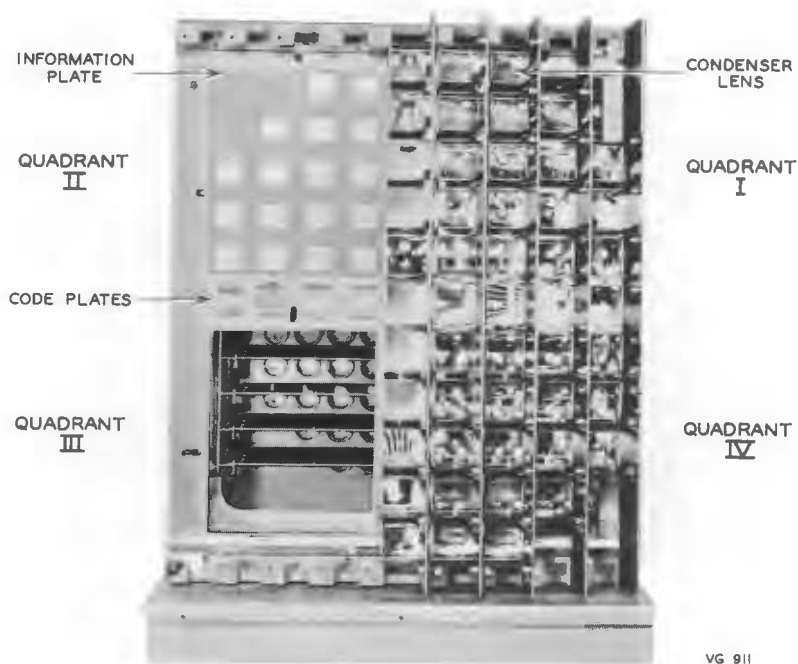 INFORMATION
PLATE
CONDENSER
LENS
QUADRANT
II
QUADRANT
I
CODE PLATES
QUADRANT
III
QUADRANT
IV
VG 911